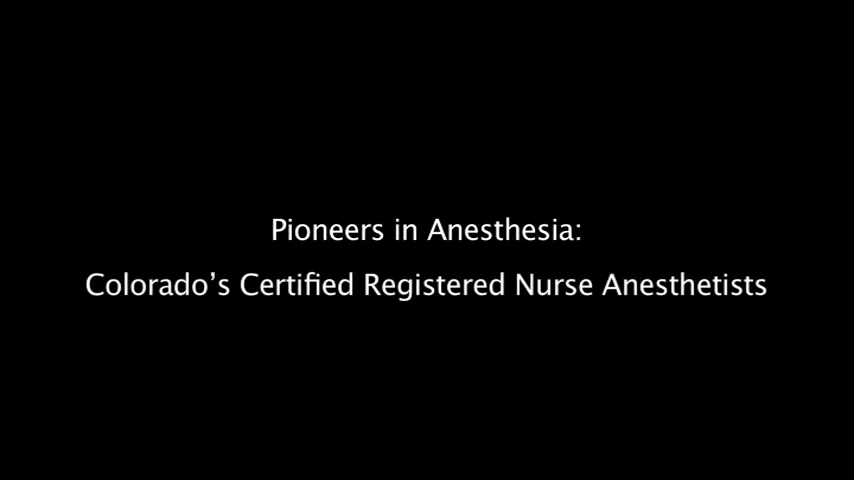 Pioneers in Anesthesia:
Colorado’s Certified Registered Nurse Anesthetists